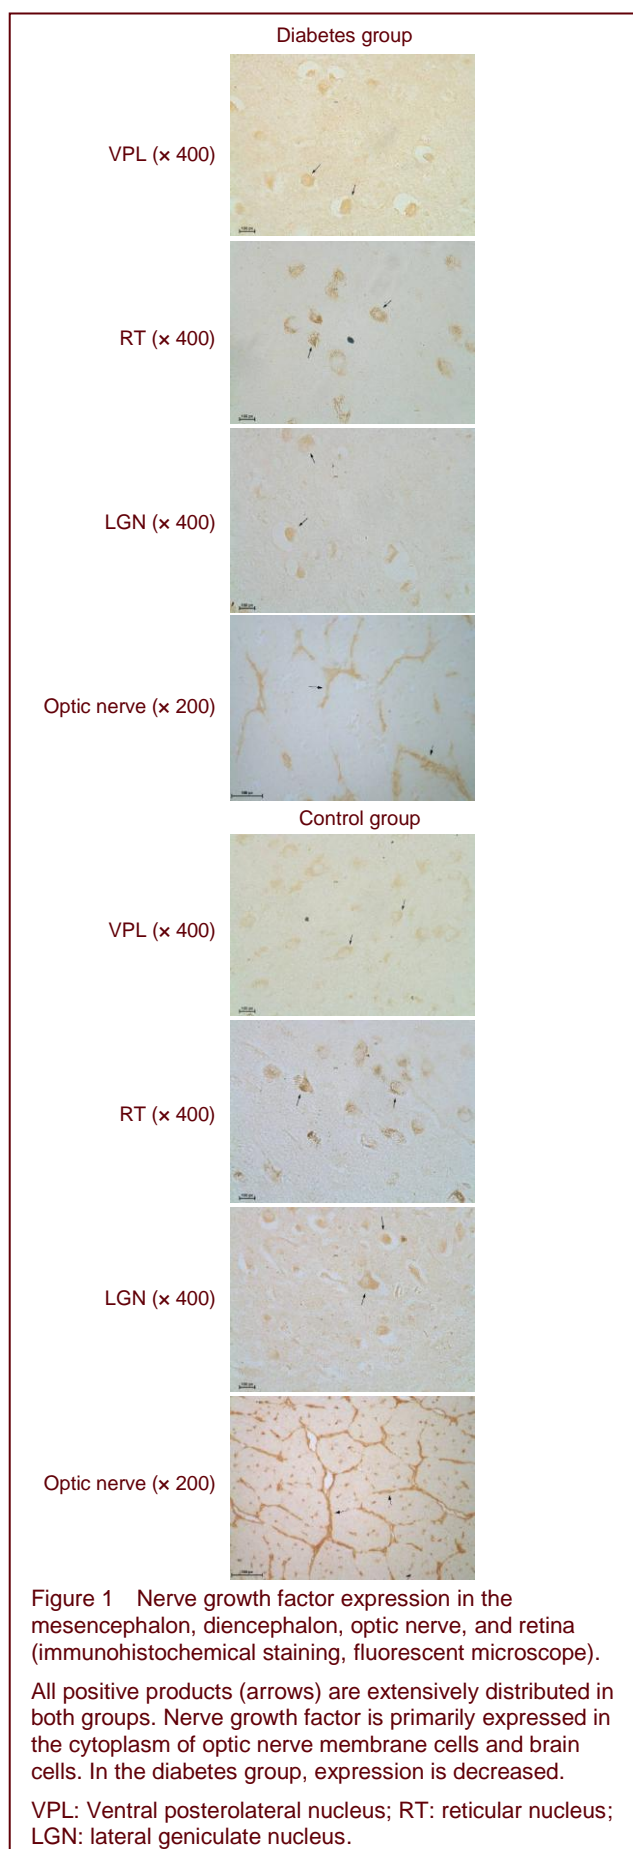 Diabetes group
VPL (× 400)
RT (× 400)
LGN (× 400)
Optic nerve (× 200)
Control group
VPL (× 400)
RT (× 400)
LGN (× 400)
Optic nerve (× 200)
Figure 1 Nerve growth factor expression in the
mesencephalon, diencephalon, optic nerve, and retina
(immunohistochemical staining, fluorescent microscope).
All positive products (arrows) are extensively distributed in
both groups. Nerve growth factor is primarily expressed in
the cytoplasm of optic nerve membrane cells and brain
cells. In the diabetes group, expression is decreased.
VPL: Ventral posterolateral nucleus; RT: reticular nucleus;
LGN: lateral geniculate nucleus.